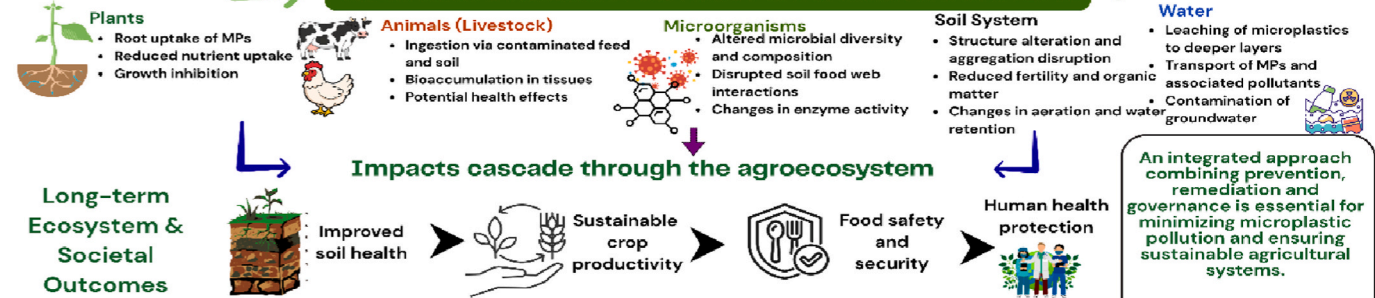 Plants
• Root uptake of MPs
• Reduced nutrient uptake
• Growth inhibition
Animals (Livestock)
• Ingestion via contaminated feed
and soil
• Bioaccumulation in tissues
• Potential health effects
Microorganisms
• Altered microbial diversity
and composition
• Disrupted soil food web
interactions
• Changes in enzyme activity
Soil System
• Structure alteration and
aggregation disruption
• Reduced fertility and organic
matter
• Changes in aeration and water
retention
Water
• Leaching of microplastics
to deeper layers
• Transport of MPs and
associated pollutants
• Contamination of
groundwater
Impacts cascade through the agroecosystem
Long-term
Ecosystem &
Societal
Outcomes
Improved
soil health
Sustainable
crop
productivity
Food safety
and
security
Human health
protection
An integrated approach
combining prevention,
remediation and
governance is essential for
minimizing microplastic
pollution and ensuring
sustainable agricultural
systems.